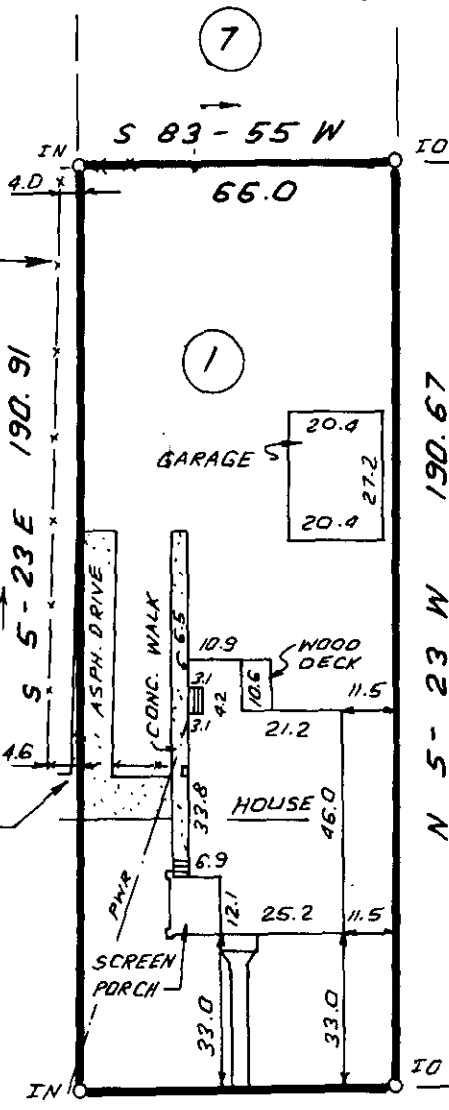 7
S 83-55 W
IN
IO
4.0
66.0
1
S 5-23 E 190.91
N 5-23 W 190.67
20.4
GARAGE
27.2
20.4
ASPH. DRIVE
CONC. WALK
6.5
10.9
WOOD
DECK
3.1
4.2
10.6
11.5
3.1
21.2
4.6
33.8
HOUSE
46.0
6.9
PWR
12.1
25.2
11.5
SCREEN
PORCH
33.0
33.0
IN
IO